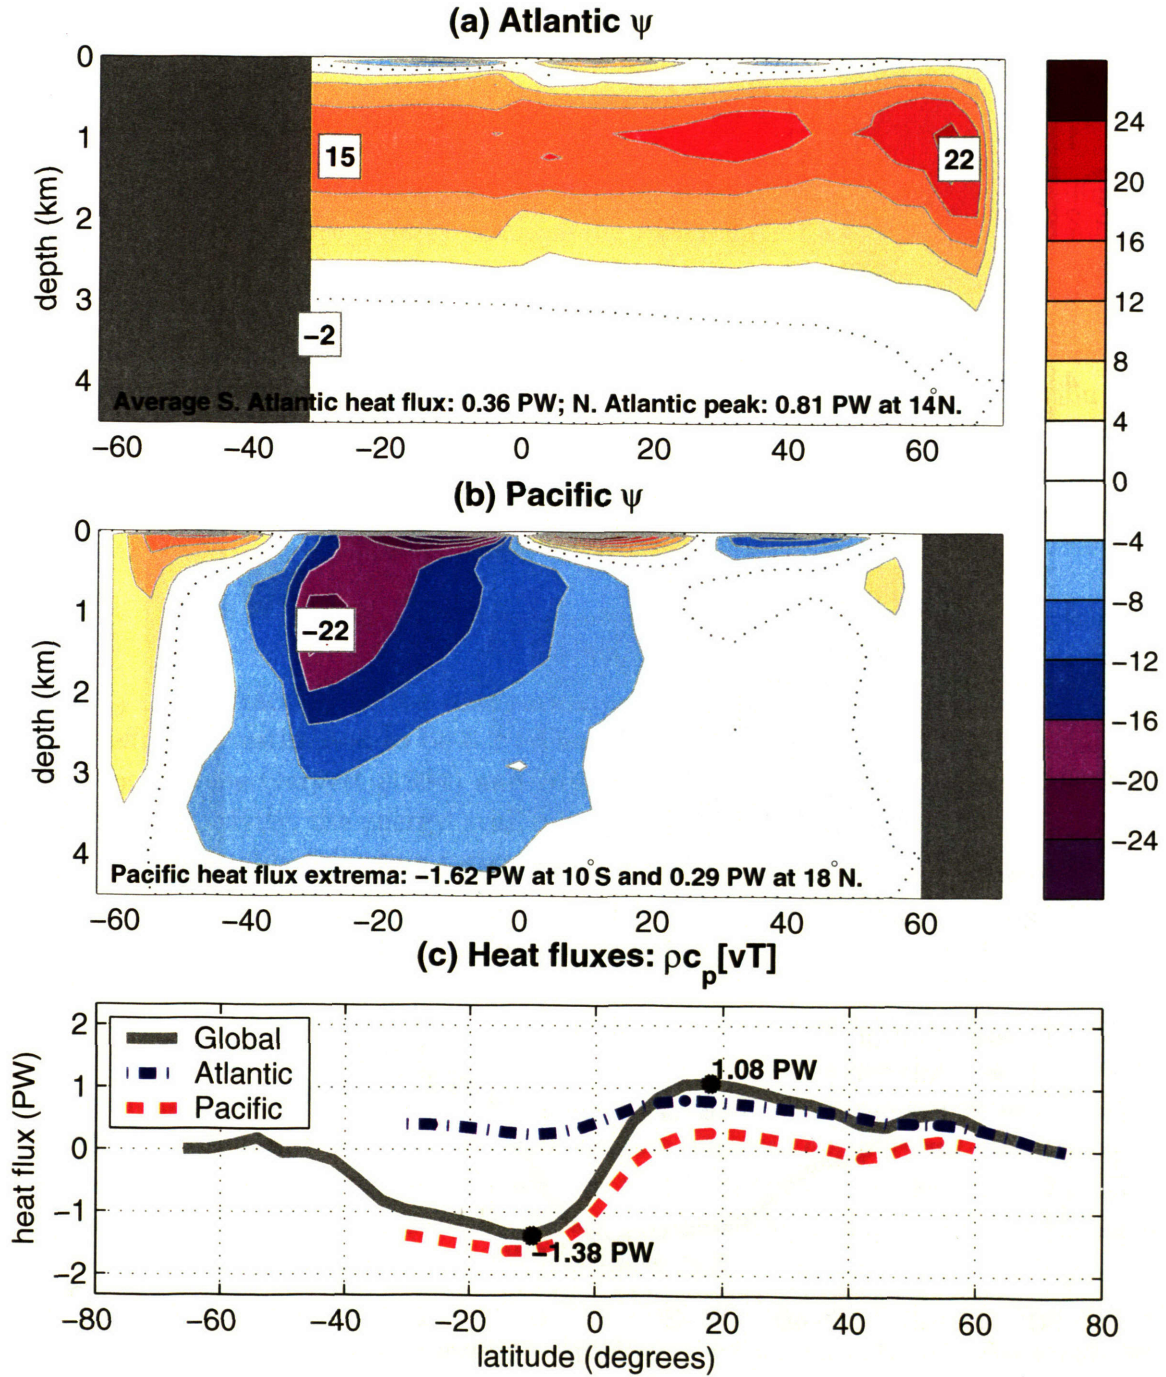 (a) Atlantic ψ
0
1
2
3
4
depth (km)
15
22
−2
Average S. Atlantic heat flux: 0.36 PW; N. Atlantic peak: 0.81 PW at 14°N.
−60 −40 −20 0 20 40 60
24
20
16
12
8
4
0
−4
−8
−12
−16
−20
−24
(b) Pacific ψ
0
1
2
3
4
depth (km)
−22
Pacific heat flux extrema: −1.62 PW at 10°S and 0.29 PW at 18°N.
−60 −40 −20 0 20 40 60
(c) Heat fluxes: ρc_p[vT]
2
1
0
−1
−2
heat flux (PW)
Global
Atlantic
Pacific
1.08 PW
−1.38 PW
−80 −60 −40 −20 0 20 40 60 80
latitude (degrees)